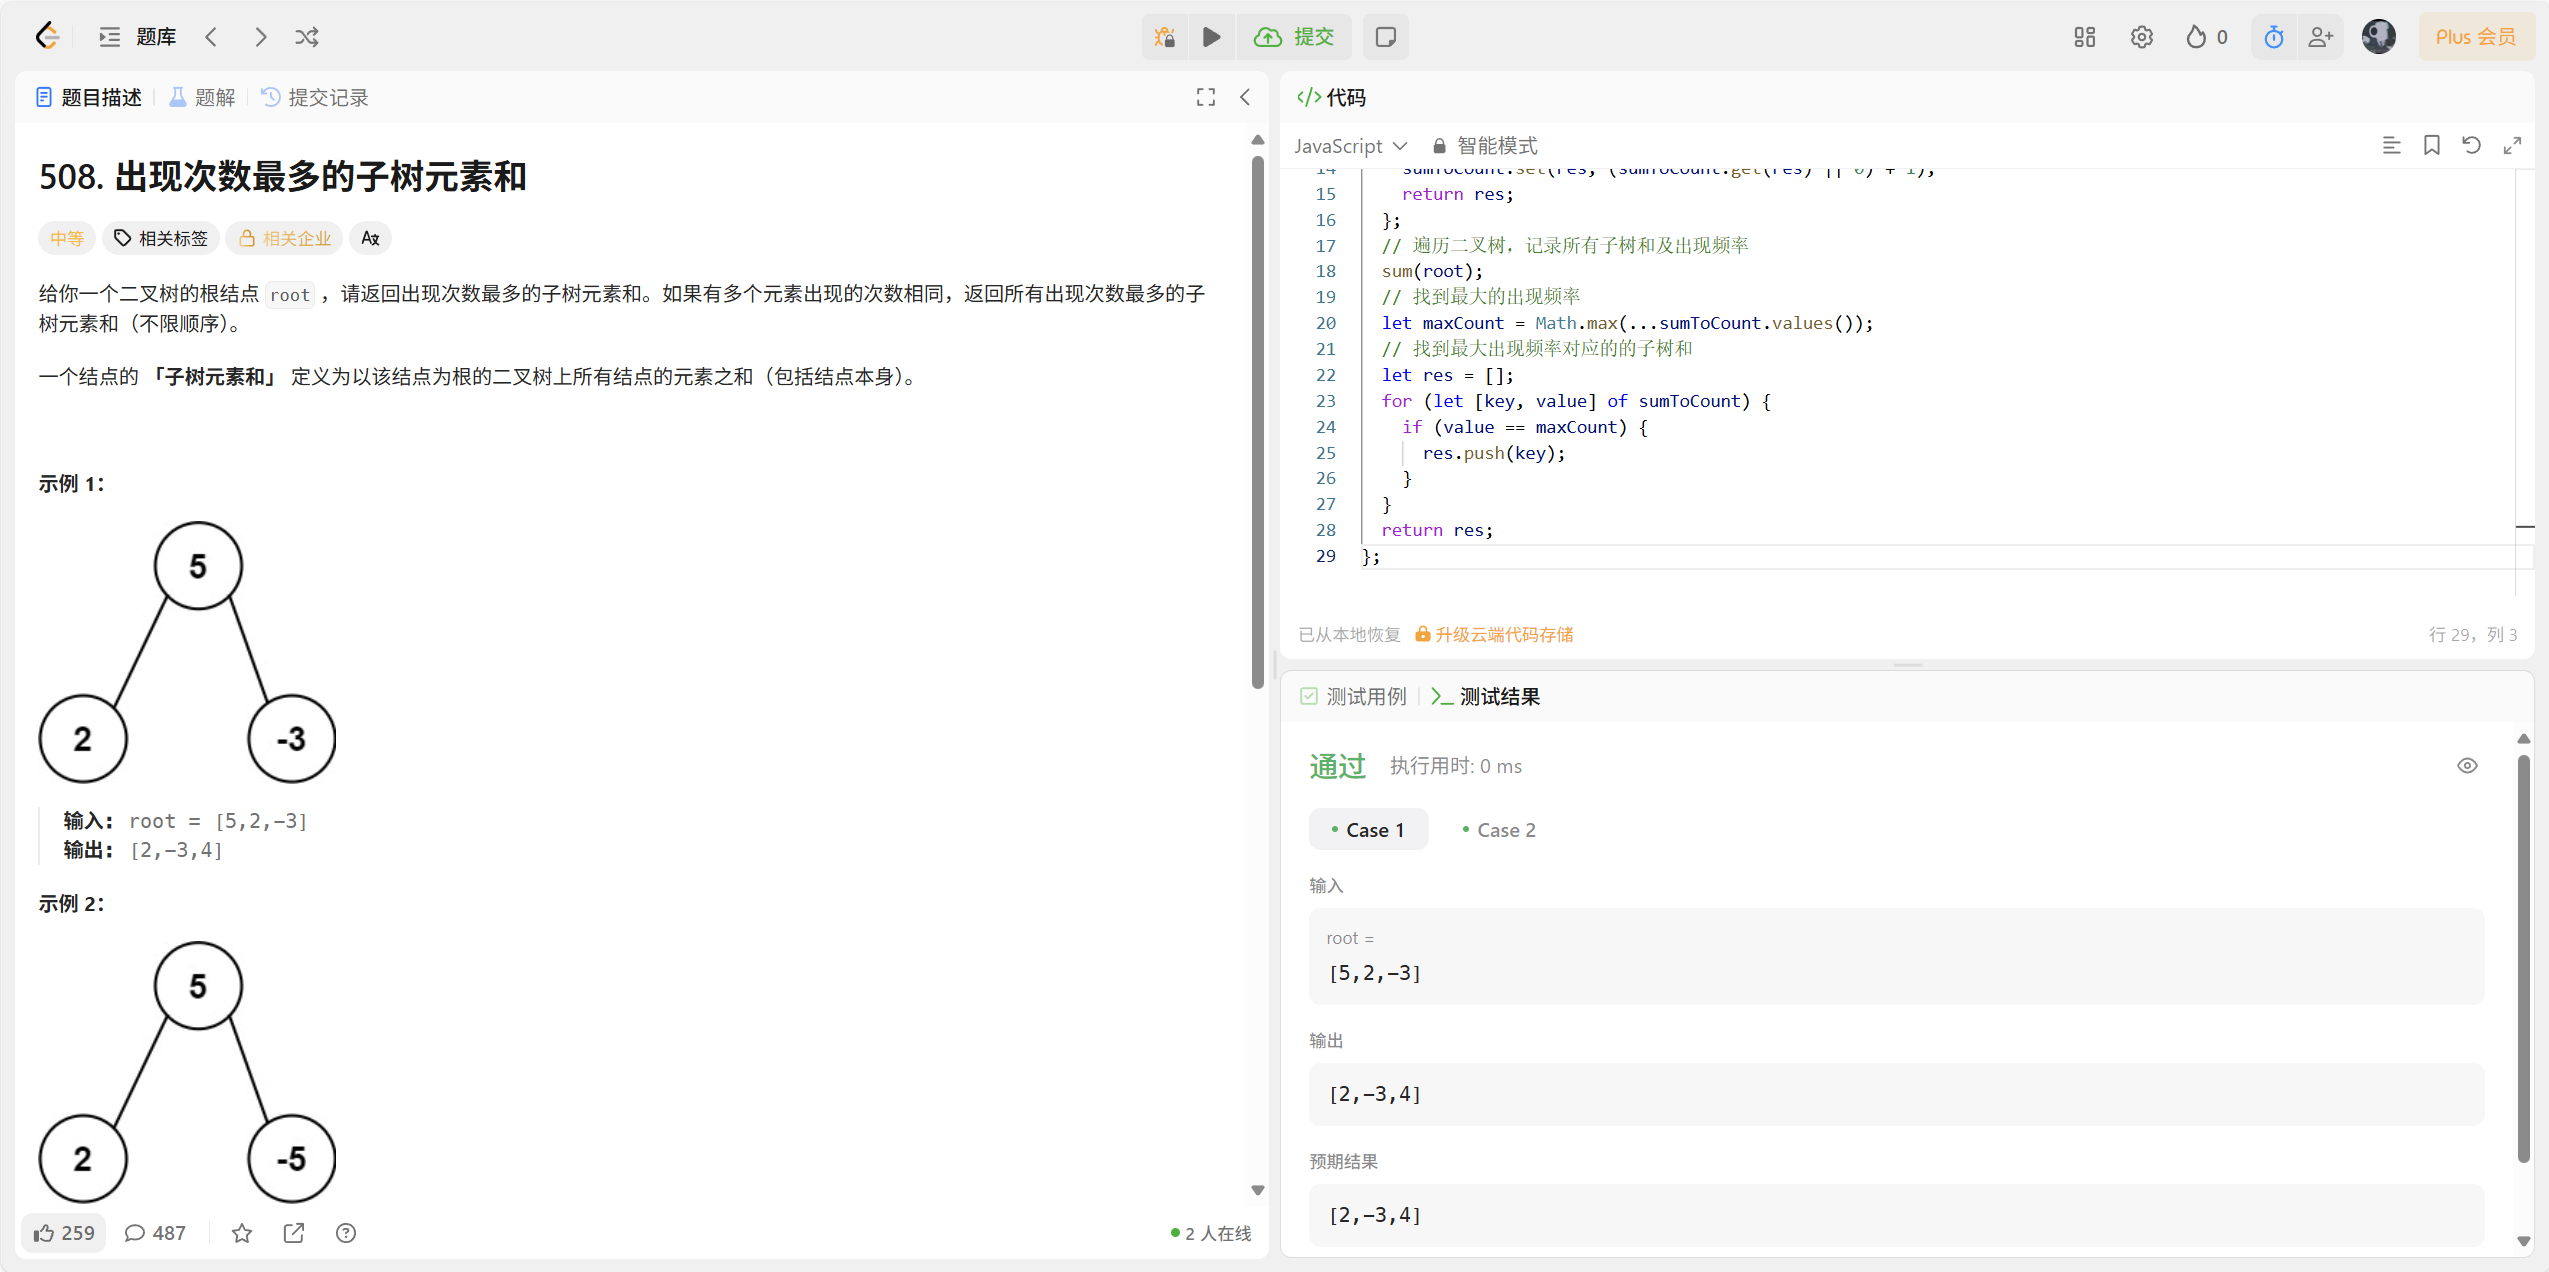 题库
提交
0
Plus 会员
题目描述
题解
提交记录
508. 出现次数最多的子树元素和
中等
相关标签
相关企业
给你一个二叉树的根结点 root ，请返回出现次数最多的子树元素和。如果有多个元素出现的次数相同，返回所有出现次数最多的子
树元素和（不限顺序）。
一个结点的 「子树元素和」 定义为以该结点为根的二叉树上所有结点的元素之和（包括结点本身）。
示例 1：
5
2
-3
输入： root = [5,2,-3]
输出： [2,-3,4]
示例 2：
5
2
-5
259
487
2 人在线
代码
JavaScript
智能模式
14 sumToCount.set(res, (sumToCount.get(res) || 0) + 1);
15 return res;
16 };
17 // 遍历二叉树，记录所有子树和及出现频率
18 sum(root);
19 // 找到最大的出现频率
20 let maxCount = Math.max(...sumToCount.values());
21 // 找到最大出现频率对应的的子树和
22 let res = [];
23 for (let [key, value] of sumToCount) {
24 if (value == maxCount) {
25 res.push(key);
26 }
27 }
28 return res;
29 };
已从本地恢复
升级云端代码存储
行 29，列 3
测试用例
测试结果
通过
执行用时: 0 ms
Case 1
Case 2
输入
root =
[5,2,-3]
输出
[2,-3,4]
预期结果
[2,-3,4]